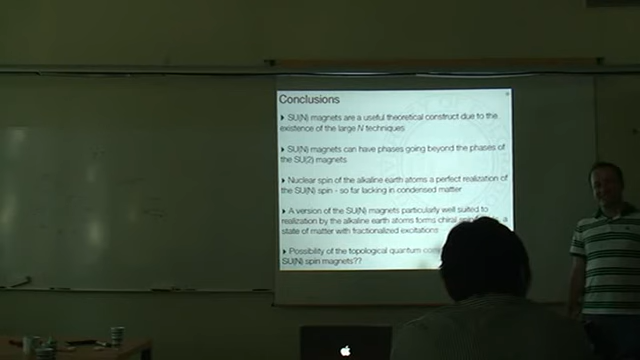 Conclusions
SU(N) magnets are a useful theoretical construct due to the
existence of the large N techniques
SU(N) magnets can have phases going beyond the phases of
the SU(2) magnets
Nuclear spin of the alkaline earth atoms a perfect realization of
the SU(N) spin - so far lacking in condensed matter
A version of the SU(N) magnets particularly well suited to
realization by the alkaline earth atoms forms chiral a
state of matter with fractionalized excitations
Possibility of the topological quantum
SU(N) spin magnets??